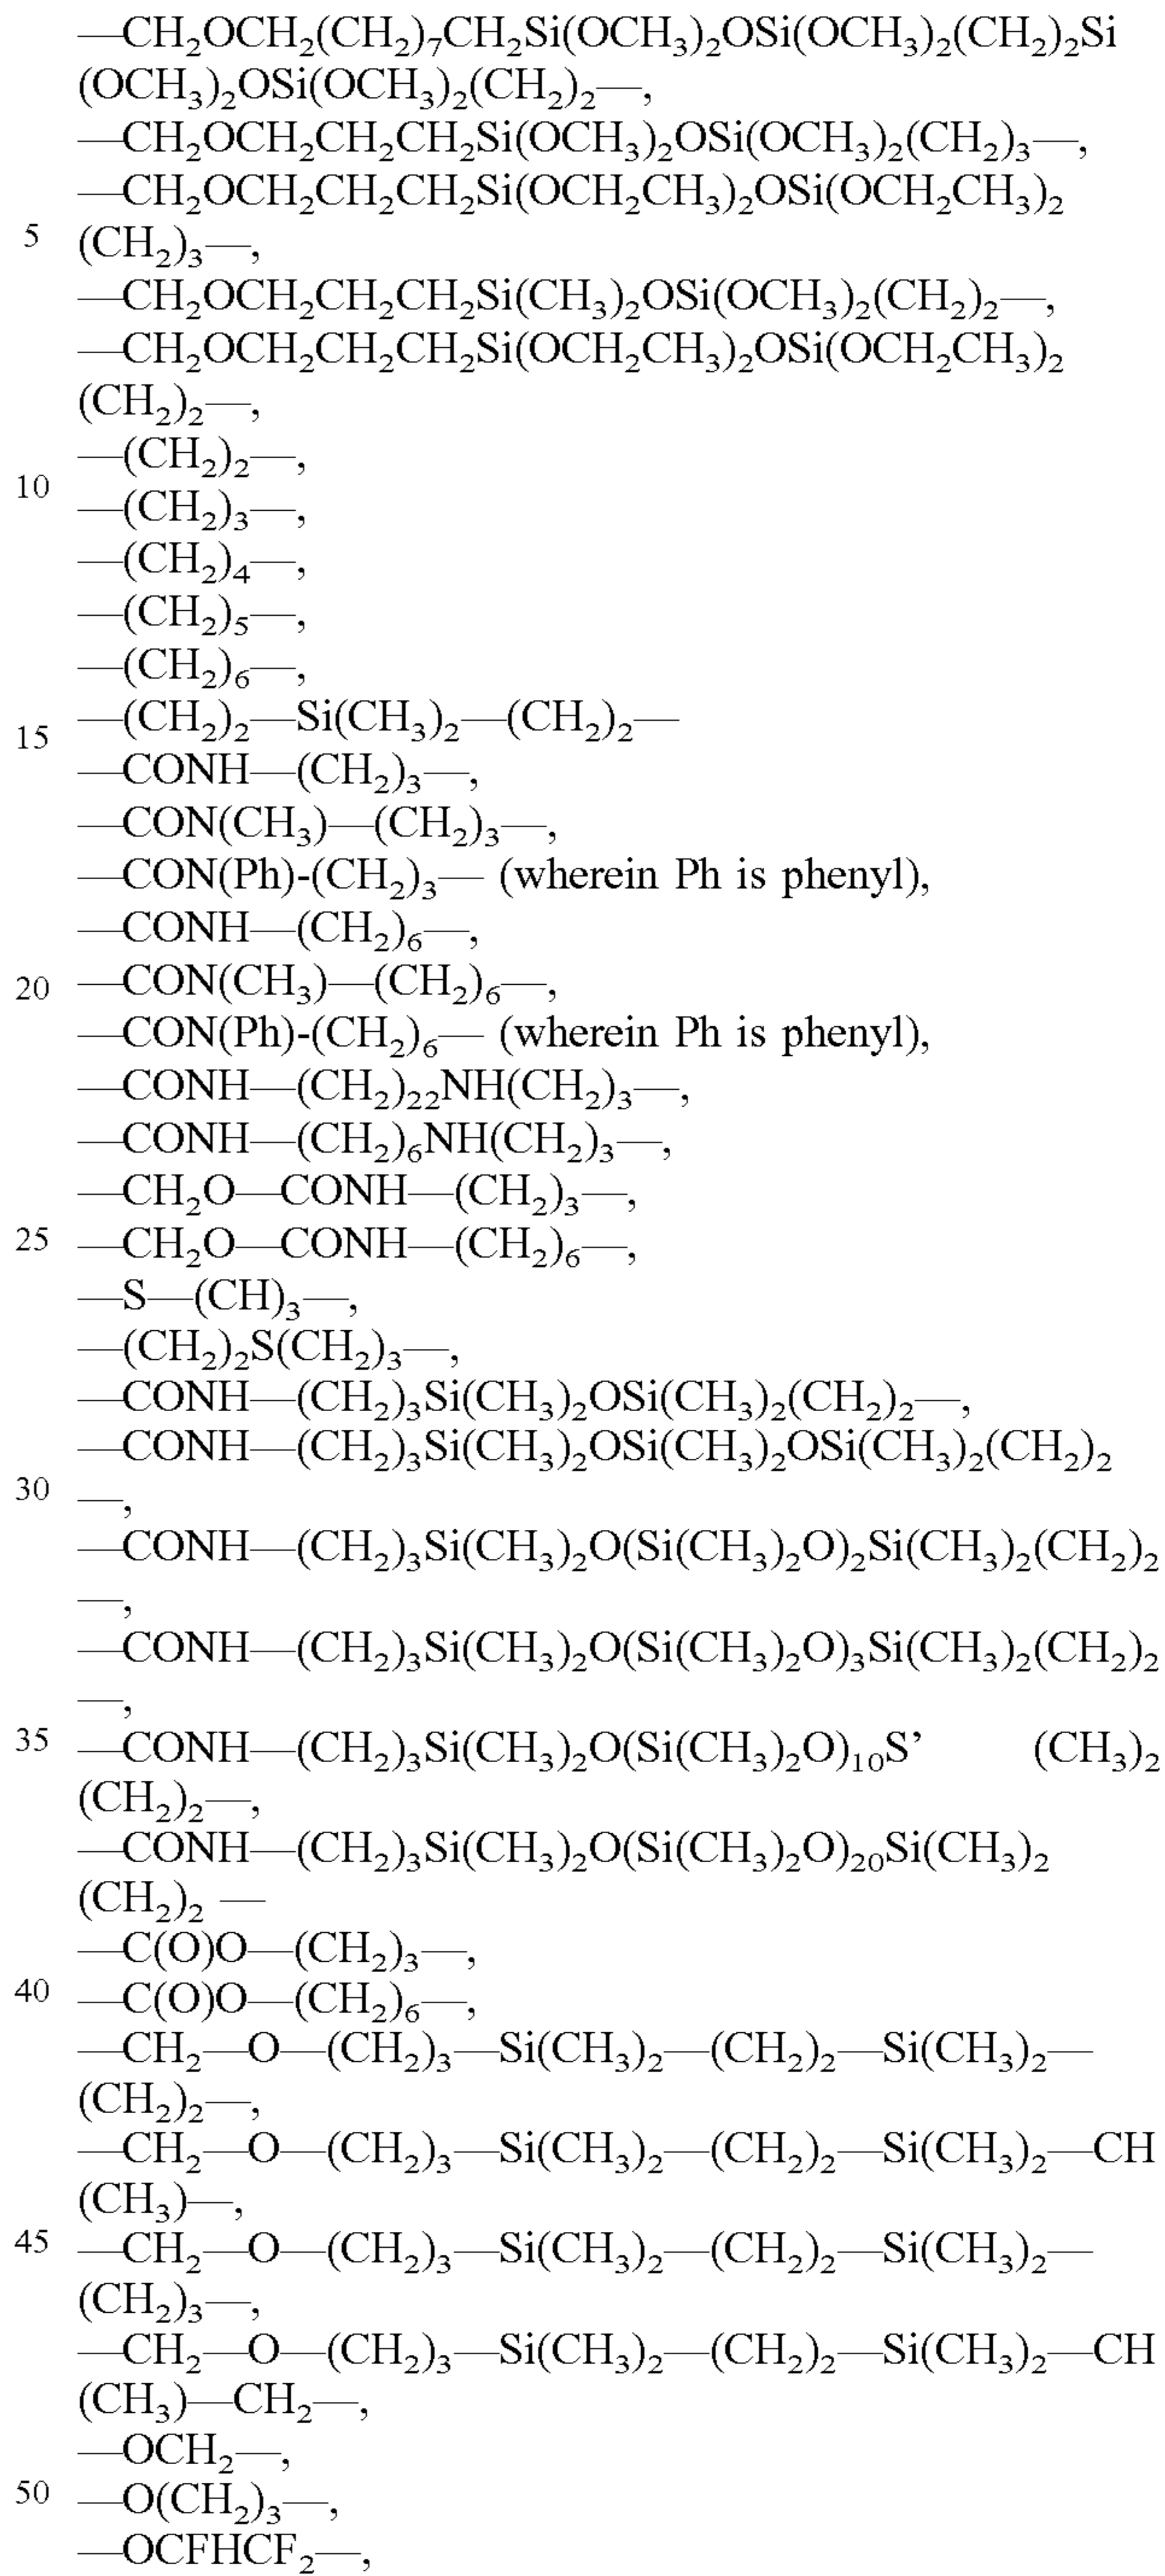 —CH₂OCH₂(CH₂)₇CH₂Si(OCH₃)₂OSi(OCH₃)₂(CH₂)₂Si
(OCH₃)₂OSi(OCH₃)₂(CH₂)₂—,
—CH₂OCH₂CH₂CH₂Si(OCH₃)₂OSi(OCH₃)₂(CH₂)₃—,
—CH₂OCH₂CH₂CH₂Si(OCH₂CH₃)₂OSi(OCH₂CH₃)₂
5 (CH₂)₃—,
—CH₂OCH₂CH₂CH₂Si(CH₃)₂OSi(OCH₃)₂(CH₂)₂—,
—CH₂OCH₂CH₂CH₂Si(OCH₂CH₃)₂OSi(OCH₂CH₃)₂
(CH₂)₂—,
—(CH₂)₂—,
10 —(CH₂)₃—,
—(CH₂)₄—,
—(CH₂)₅—,
—(CH₂)₆—,
—(CH₂)₂—Si(CH₃)₂—(CH₂)₂—
15 —CONH—(CH₂)₃—,
—CON(CH₃)—(CH₂)₃—,
—CON(Ph)-(CH₂)₃— (wherein Ph is phenyl),
—CONH—(CH₂)₆—,
20 —CON(CH₃)—(CH₂)₆—,
—CON(Ph)-(CH₂)₆— (wherein Ph is phenyl),
—CONH—(CH₂)₂₂NH(CH₂)₃—,
—CONH—(CH₂)₆NH(CH₂)₃—,
—CH₂O—CONH—(CH₂)₃—,
25 —CH₂O—CONH—(CH₂)₆—,
—S—(CH)₃—,
—(CH₂)₂S(CH₂)₃—,
—CONH—(CH₂)₃Si(CH₃)₂OSi(CH₃)₂(CH₂)₂—,
—CONH—(CH₂)₃Si(CH₃)₂OSi(CH₃)₂OSi(CH₃)₂(CH₂)₂
30 —,
—CONH—(CH₂)₃Si(CH₃)₂O(Si(CH₃)₂O)₂Si(CH₃)₂(CH₂)₂
—,
—CONH—(CH₂)₃Si(CH₃)₂O(Si(CH₃)₂O)₃Si(CH₃)₂(CH₂)₂
—,
35 —CONH—(CH₂)₃Si(CH₃)₂O(Si(CH₃)₂O)₁₀S’ (CH₃)₂
(CH₂)₂—,
—CONH—(CH₂)₃Si(CH₃)₂O(Si(CH₃)₂O)₂₀Si(CH₃)₂
(CH₂)₂ —
—C(O)O—(CH₂)₃—,
40 —C(O)O—(CH₂)₆—,
—CH₂—O—(CH₂)₃—Si(CH₃)₂—(CH₂)₂—Si(CH₃)₂—
(CH₂)₂—,
—CH₂—O—(CH₂)₃—Si(CH₃)₂—(CH₂)₂—Si(CH₃)₂—CH
(CH₃)—,
45 —CH₂—O—(CH₂)₃—Si(CH₃)₂—(CH₂)₂—Si(CH₃)₂—
(CH₂)₃—,
—CH₂—O—(CH₂)₃—Si(CH₃)₂—(CH₂)₂—Si(CH₃)₂—CH
(CH₃)—CH₂—,
—OCH₂—,
50 —O(CH₂)₃—,
—OCFHCF₂—,